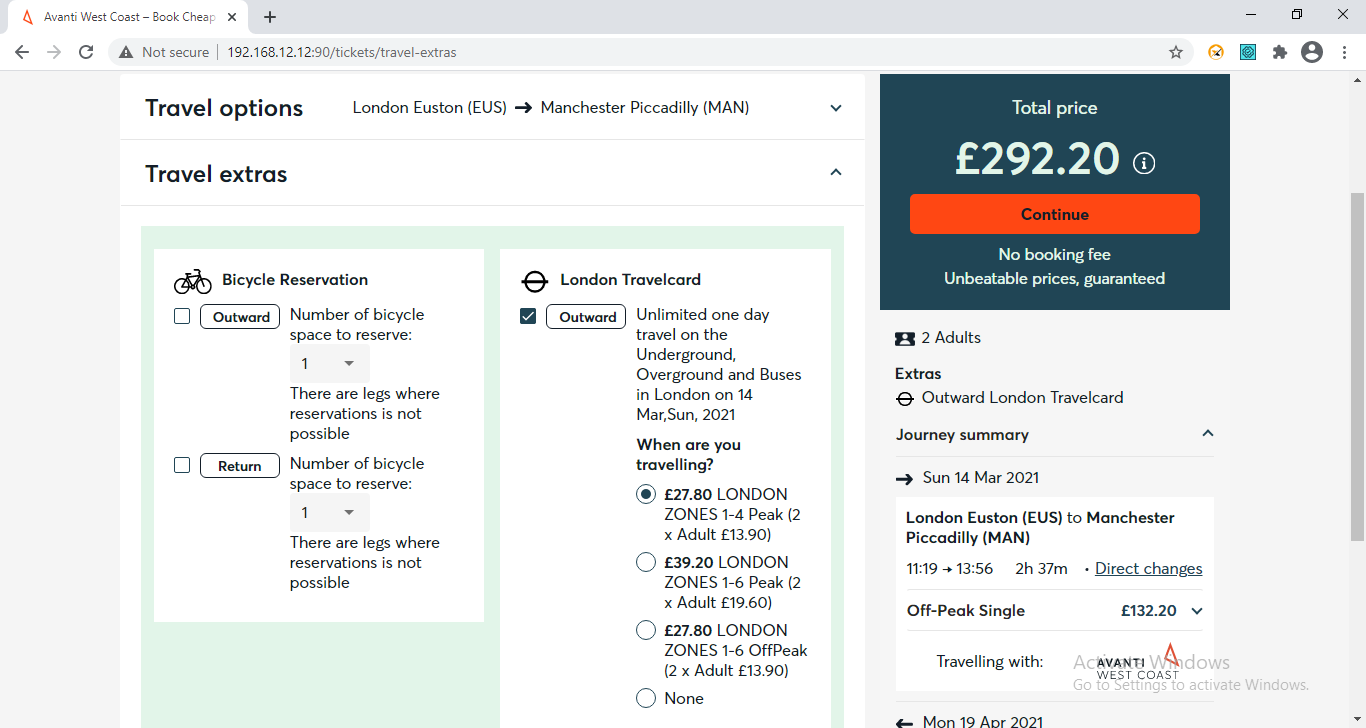 Avanti West Coast – Book Cheap
Not secure
192.168.12.12:90/tickets/travel-extras
Travel options
London Euston (EUS) → Manchester Piccadilly (MAN)
Travel extras
Bicycle Reservation
Outward
Number of bicycle
space to reserve:
1
There are legs where
reservations is not
possible
Return
Number of bicycle
space to reserve:
1
There are legs where
reservations is not
possible
London Travelcard
Outward
Unlimited one day
travel on the
Underground,
Overground and Buses
in London on 14
Mar,Sun, 2021
When are you
travelling?
£27.80 LONDON
ZONES 1-4 Peak (2
x Adult £13.90)
£39.20 LONDON
ZONES 1-6 Peak (2
x Adult £19.60)
£27.80 LONDON
ZONES 1-6 OffPeak
(2 x Adult £13.90)
None
Total price
£292.20
Continue
No booking fee
Unbeatable prices, guaranteed
2 Adults
Extras
Outward London Travelcard
Journey summary
→ Sun 14 Mar 2021
London Euston (EUS) to Manchester
Piccadilly (MAN)
11:19 → 13:56 2h 37m • Direct changes
Off-Peak Single £132.20
Travelling with:
AVANTI
WEST COAST
Activate Windows
Go to Settings to activate Windows.
← Mon 19 Apr 2021